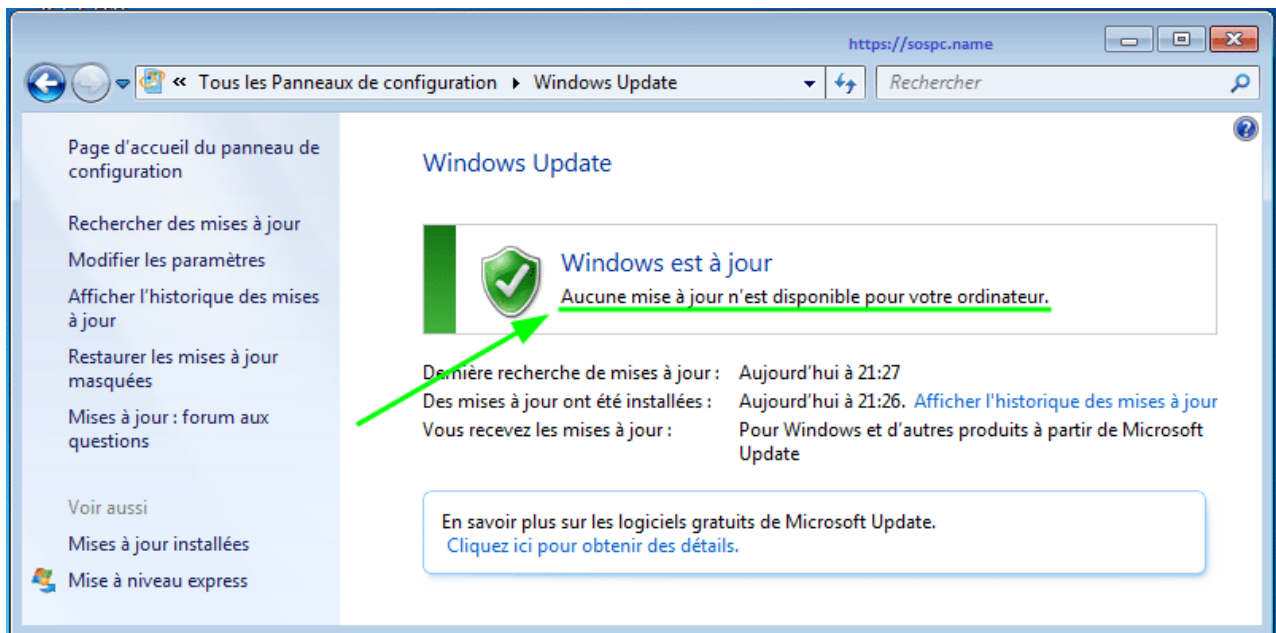 https://sospc.name
« Tous les Panneaux de configuration Windows Update
Rechercher
Page d'accueil du panneau de
configuration
Rechercher des mises à jour
Modifier les paramètres
Afficher l'historique des mises
à jour
Restaurer les mises à jour
masquées
Mises à jour : forum aux
questions
Voir aussi
Mises à jour installées
Mise à niveau express
Windows Update
Windows est à jour
Aucune mise à jour n'est disponible pour votre ordinateur.
Dernière recherche de mises à jour : Aujourd'hui à 21:27
Des mises à jour ont été installées : Aujourd'hui à 21:26. Afficher l'historique des mises à jour
Vous recevez les mises à jour : Pour Windows et d'autres produits à partir de Microsoft
Update
En savoir plus sur les logiciels gratuits de Microsoft Update.
Cliquez ici pour obtenir des détails.